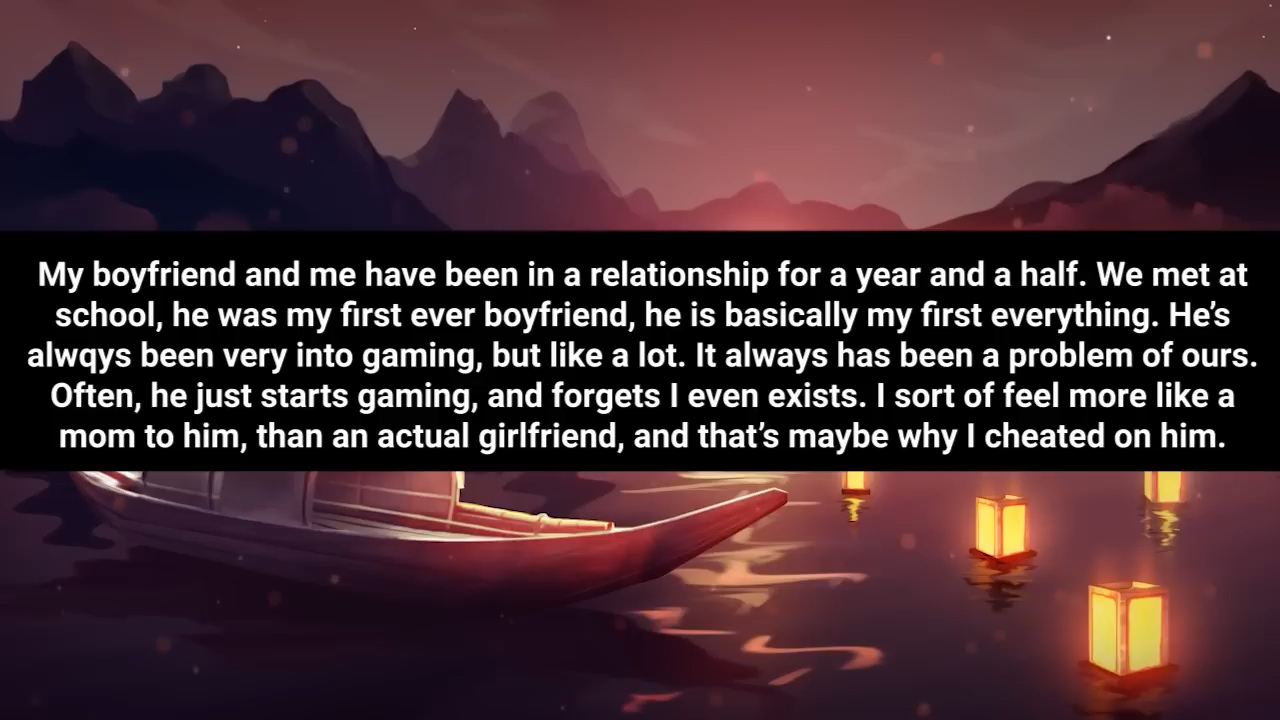 My boyfriend and me have been in a relationship for a year and a half. We met at
school, he was my first ever boyfriend, he is basically my first everything. He’s
alwqys been very into gaming, but like a lot. It always has been a problem of ours.
Often, he just starts gaming, and forgets I even exists. I sort of feel more like a
mom to him, than an actual girlfriend, and that’s maybe why I cheated on him.